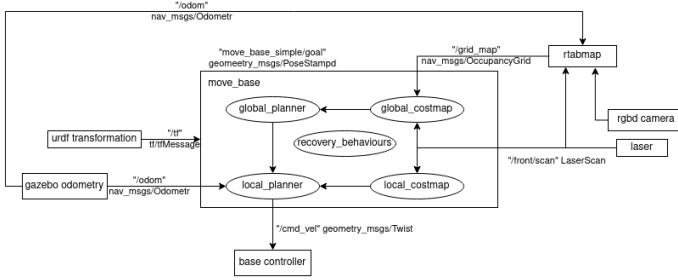 "/odom"
nav_msgs/Odometr
"move_base_simple/goal"
geomoetry_msgs/PoseStampd
"/grid_map"
nav_msgs/OccupancyGrid
rtabmap
move_base
global_planner
global_costmap
rgbd camera
urdf transformation
"/tf"
tf/tfMessage
recovery_behaviours
laser
"/front/scan" LaserScan
gazebo odometry
"/odom"
nav_msgs/Odometr
local_planner
local_costmap
"/cmd_vel" geometry_msgs/Twist
base controller